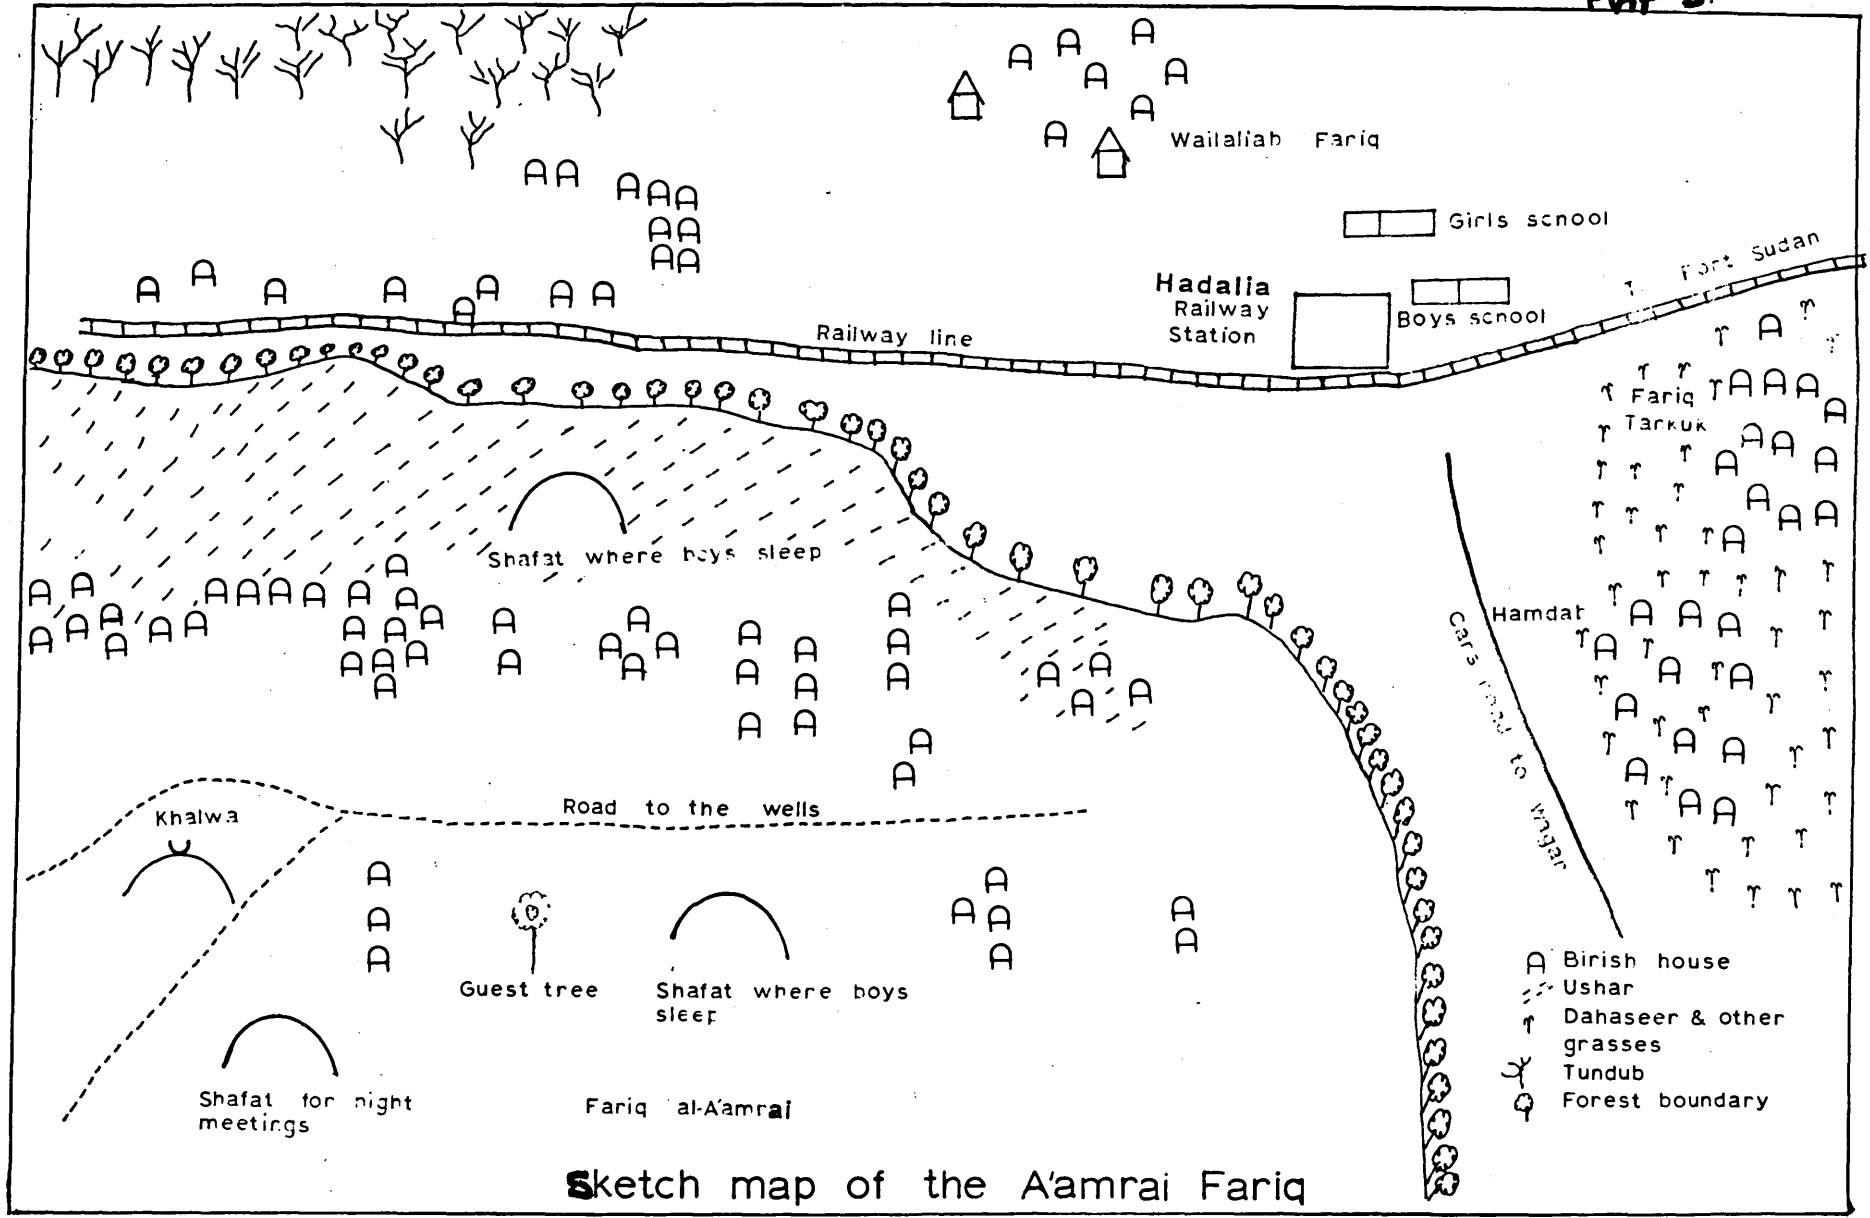 Wailaliab Fariq
Girls school
Port Sudan
Hadalia
Railway
Station
Boys school
Railway line
Fariq
Tarkuk
Shafat where boys sleep
Hamdat
Cars road to Wagar
Road to the wells
Khalwa
Guest tree
Shafat where boys
sleep
Shafat for night
meetings
Fariq al-A'amrai
Birish house
Ushar
Dahaseer & other
grasses
Tundub
Forest boundary
Sketch map of the A'amrai Fariq